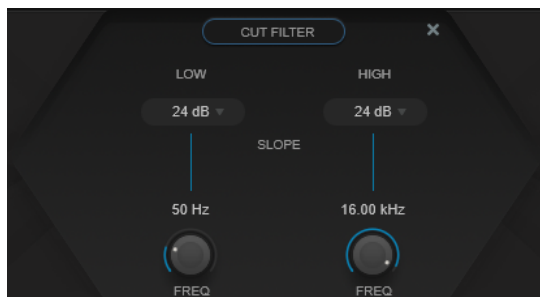 CUT FILTER
LOW HIGH
24 dB 24 dB
SLOPE
50 Hz 16.00 kHz
FREQ FREQ